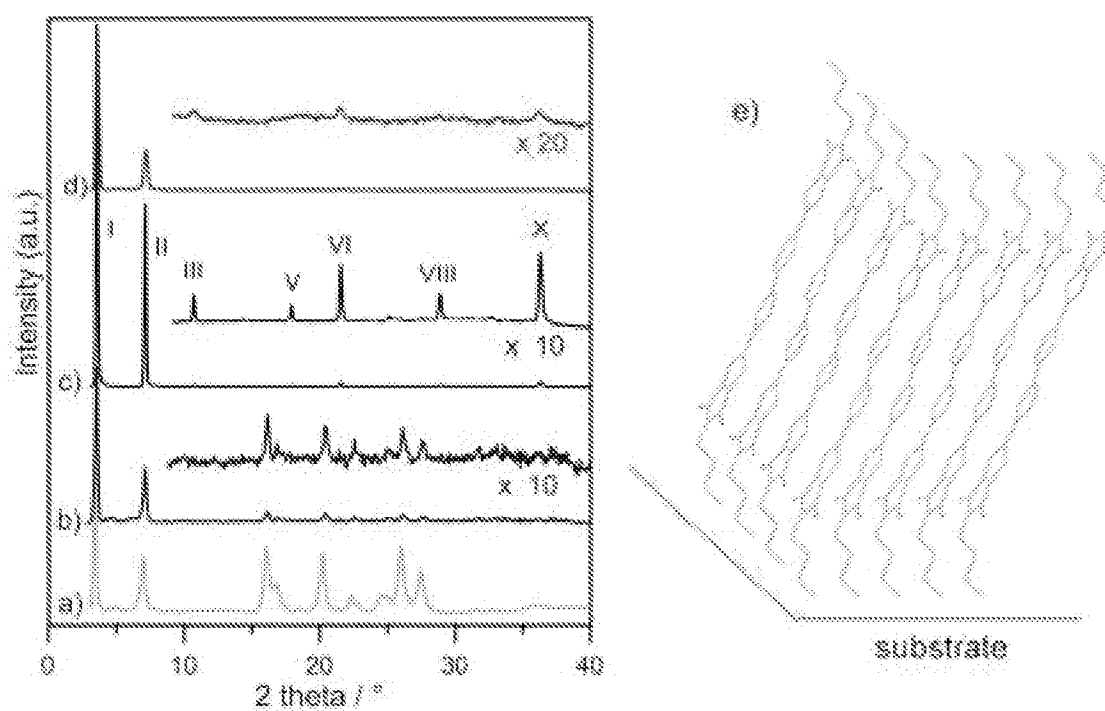 e)
x 20
d)
I
II
III
V
VI
VIII
X
x 10
c)
x 10
b)
a)
0
10
20
30
40
2 theta / °
Intensity (a.u.)
substrate